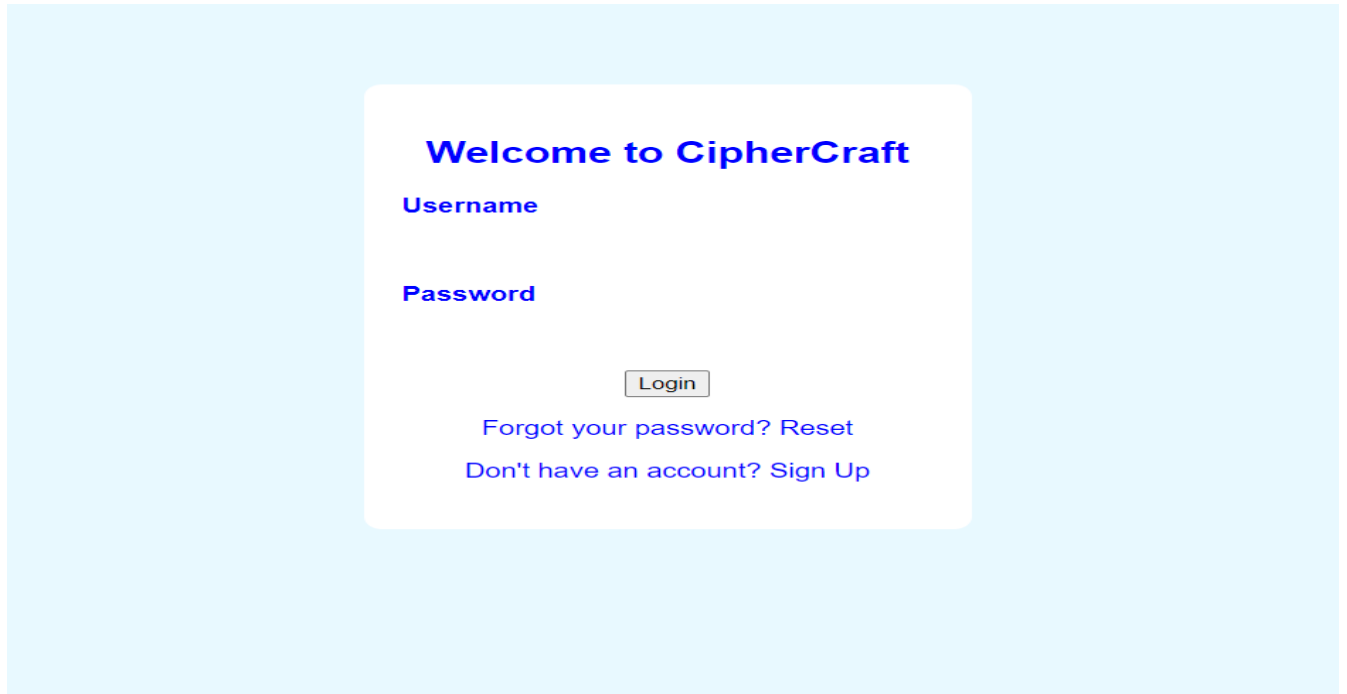 Welcome to CipherCraft
Username
Password
Login
Forgot your password? Reset
Don't have an account? Sign Up